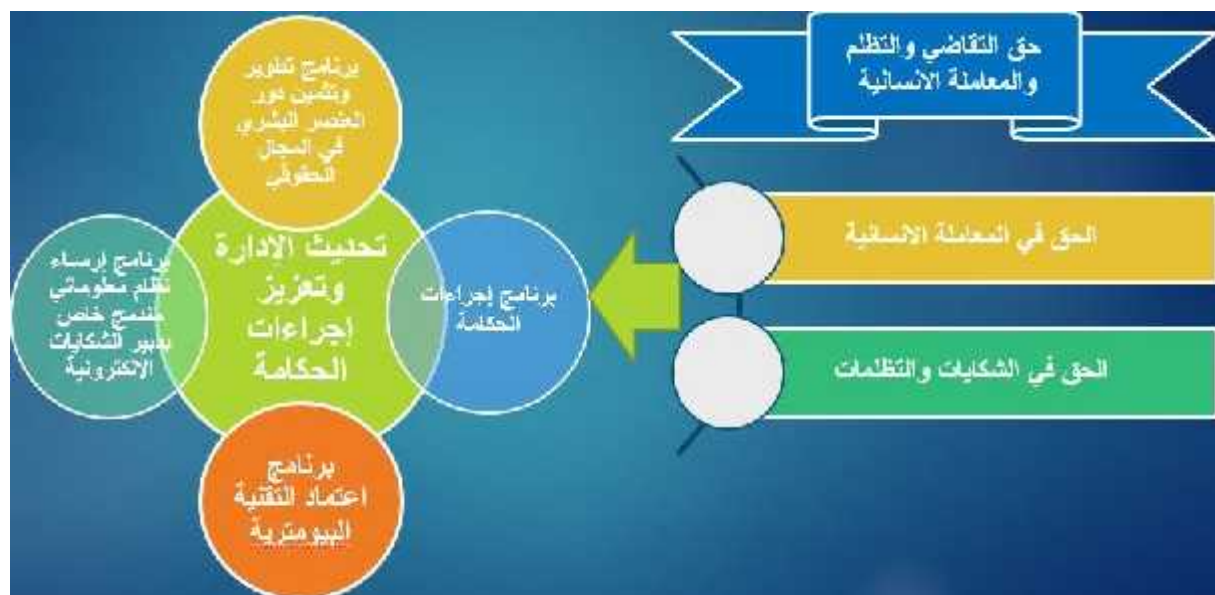 حق التقاضي والتظلم
والمعاملة الانسانية
الحق في المعاملة الانسانية
الحق في الشكايات والتظلمات
برنامج تطوير
وتثمين دور
العنصر البشري
في المجال
الحقوقي
تحديث الادارة
وتعزيز
إجراءات
الحكامة
برنامج إجراءات
الحكامة
برنامج إرساء
نظام معلوماتي
مندمج خاص
بتدبير الشكايات
الالكترونية
برنامج
اعتماد التقنية
البيومترية